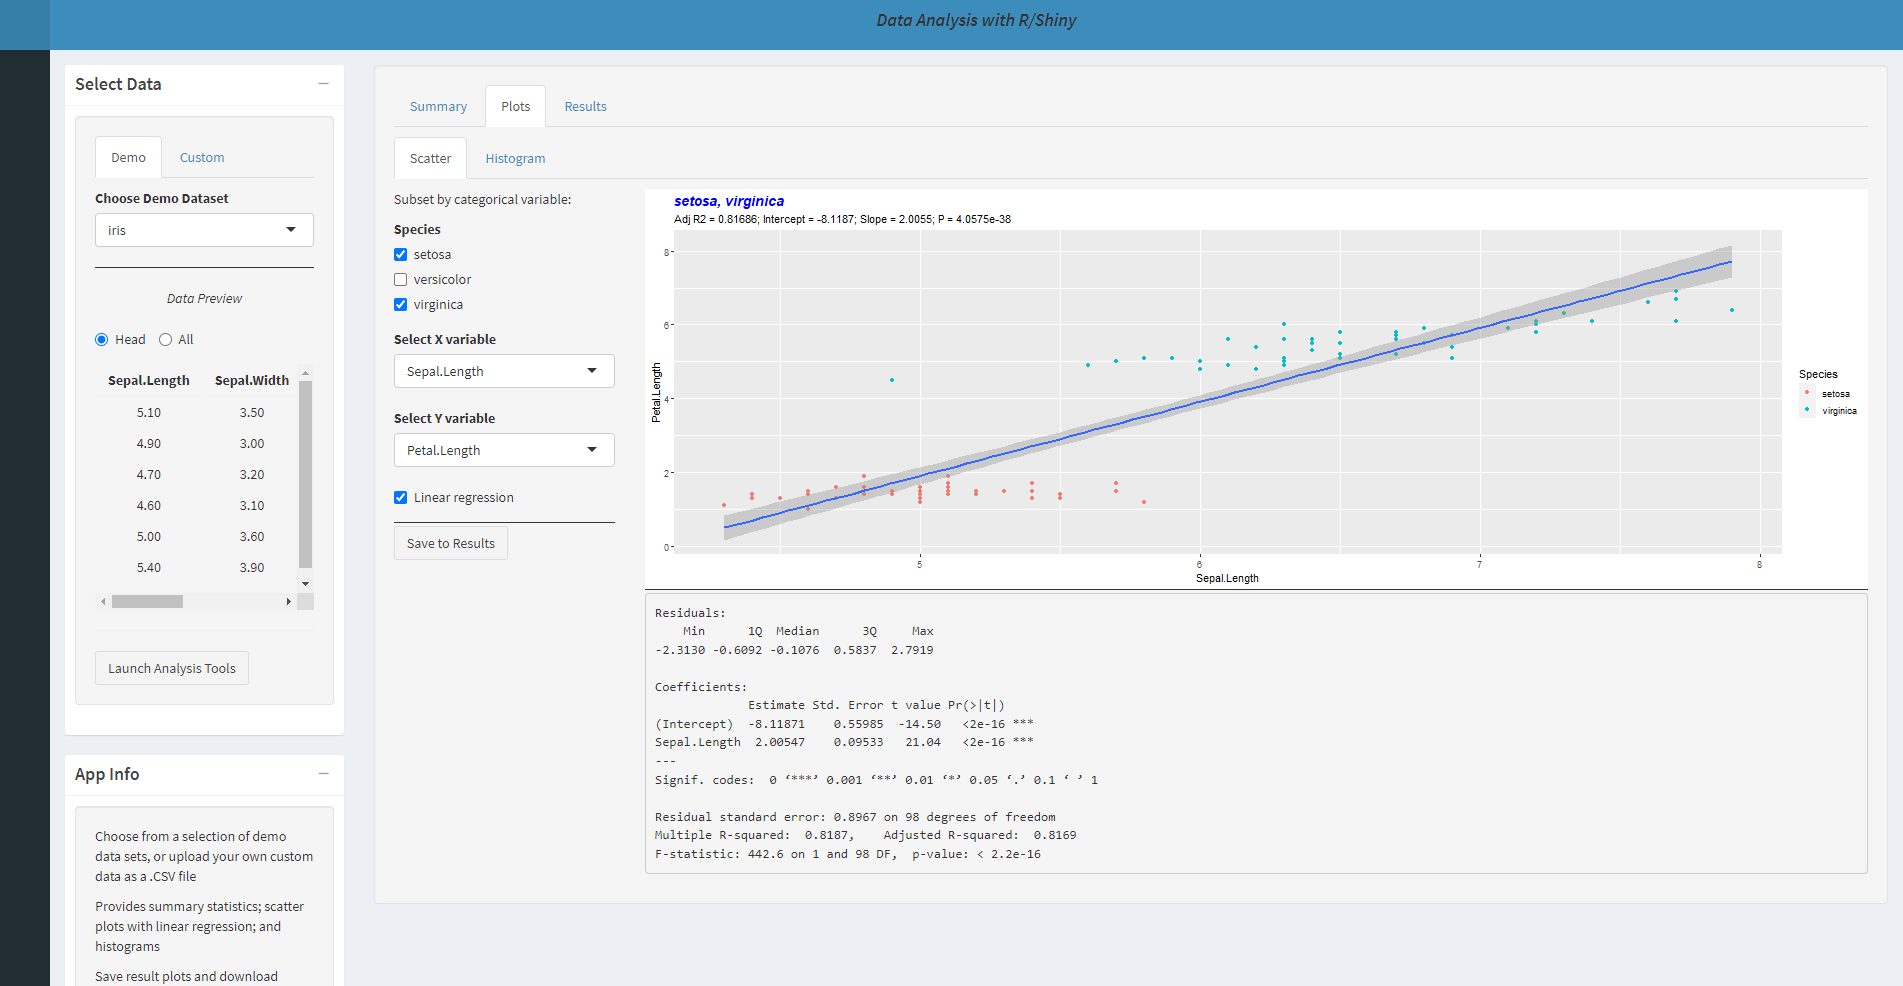 Data Analysis with R/Shiny
Select Data
Demo Custom
Choose Demo Dataset
iris
Data Preview
Head All
Sepal.Length Sepal.Width
5.10 3.50
4.90 3.00
4.70 3.20
4.60 3.10
5.00 3.60
5.40 3.90
Launch Analysis Tools
App Info
Choose from a selection of demo
data sets, or upload your own custom
data as a .CSV file
Provides summary statistics; scatter
plots with linear regression; and
histograms
Save result plots and download
Summary Plots Results
Scatter Histogram
Subset by categorical variable:
Species
setosa
versicolor
virginica
Select X variable
Sepal.Length
Select Y variable
Petal.Length
Linear regression
Save to Results
setosa, virginica
Adj R2 = 0.81686; Intercept = -8.1187; Slope = 2.0055; P = 4.0575e-38
Petal.Length
8
6
4
2
0
5 6 7 8
Sepal.Length
Species
setosa
virginica
Residuals:
Min 1Q Median 3Q Max
-2.3130 -0.6092 -0.1076 0.5837 2.7919
Coefficients:
Estimate Std. Error t value Pr(>|t|)
(Intercept) -8.11871 0.55985 -14.50 <2e-16 ***
Sepal.Length 2.00547 0.09533 21.04 <2e-16 ***
---
Signif. codes: 0 ‘***’ 0.001 ‘**’ 0.01 ‘*’ 0.05 ‘.’ 0.1 ‘ ’ 1
Residual standard error: 0.8967 on 98 degrees of freedom
Multiple R-squared: 0.8187, Adjusted R-squared: 0.8169
F-statistic: 442.6 on 1 and 98 DF, p-value: < 2.2e-16